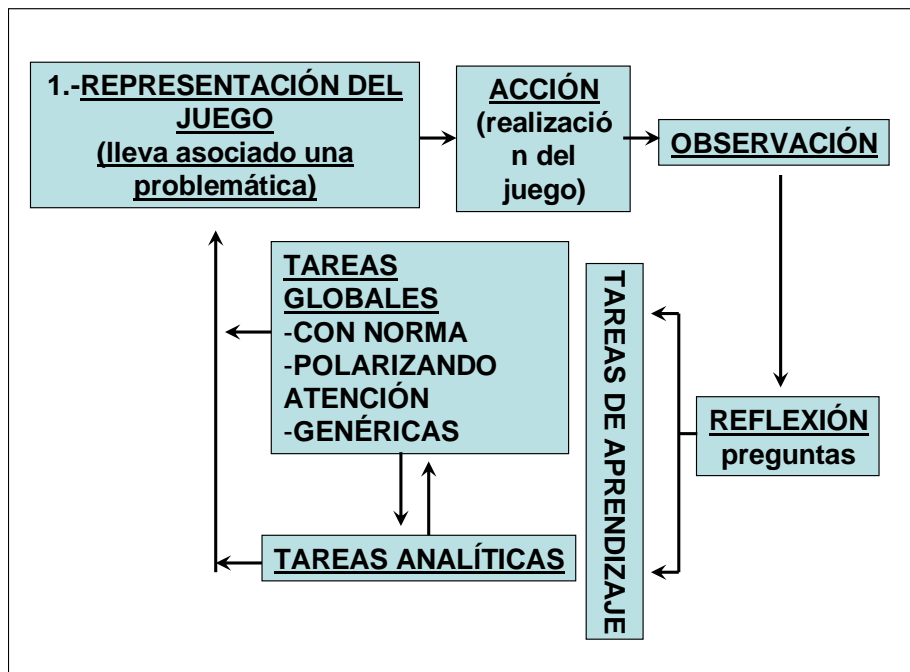 1.-REPRESENTACIÓN DEL
JUEGO
(lleva asociado una
problemática)
ACCIÓN
(realizació
n del
juego)
OBSERVACIÓN
TAREAS
GLOBALES
-CON NORMA
-POLARIZANDO
ATENCIÓN
-GENÉRICAS
TAREAS DE APRENDIZAJE
REFLEXIÓN
preguntas
TAREAS ANALÍTICAS